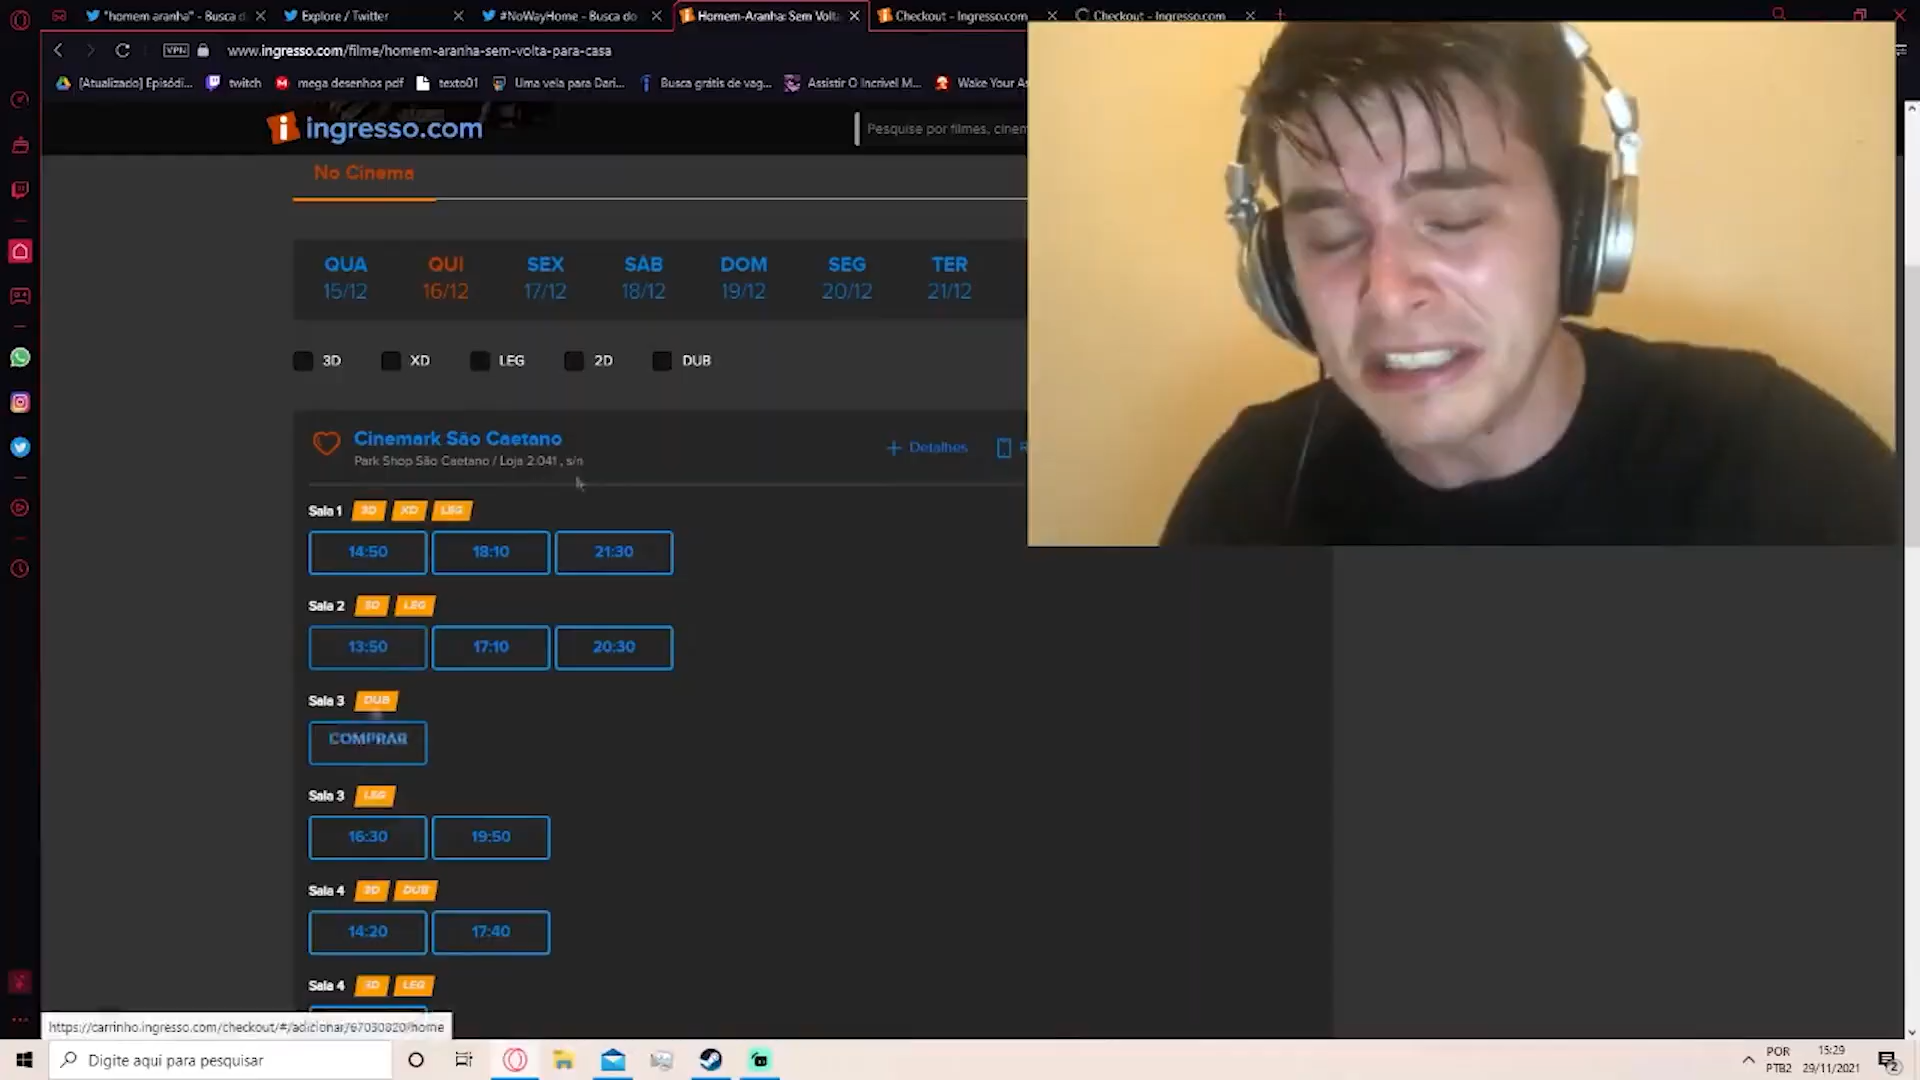 "homem aranha" - Busca d
Explore / Twitter
#NoWayHome - Busca do
Homem-Aranha: Sem Volt
Checkout - Ingresso.com
Checkout - Ingresso.com
VPN
www.ingresso.com/filme/homem-aranha-sem-volta-para-casa
[Atualizado] Episódi...
twitch
mega desenhos pdf
texto01
Uma vela para Dari...
Busca grátis de vag...
Assistir O Incrivel M...
Wake Your A
ingresso.com
Pesquise por filmes, cinem
No Cinema
QUA QUI SEX SÁB DOM SEG TER
15/12 16/12 17/12 18/12 19/12 20/12 21/12
3D XD LEG 2D DUB
Cinemark São Caetano
+ Detalhes
R
Park Shop São Caetano / Loja 2.041 , s/n
Sala 1 3D XD LEG
14:50 18:10 21:30
Sala 2 3D LEG
13:50 17:10 20:30
Sala 3 DUB
COMPRAR
Sala 3 LEG
16:30 19:50
Sala 4 3D DUB
14:20 17:40
Sala 4 3D LEG
https://carrinho.ingresso.com/checkout/#/adicionar/67030820/home
Digite aqui para pesquisar
POR
PTB2
15:29
29/11/2021
2